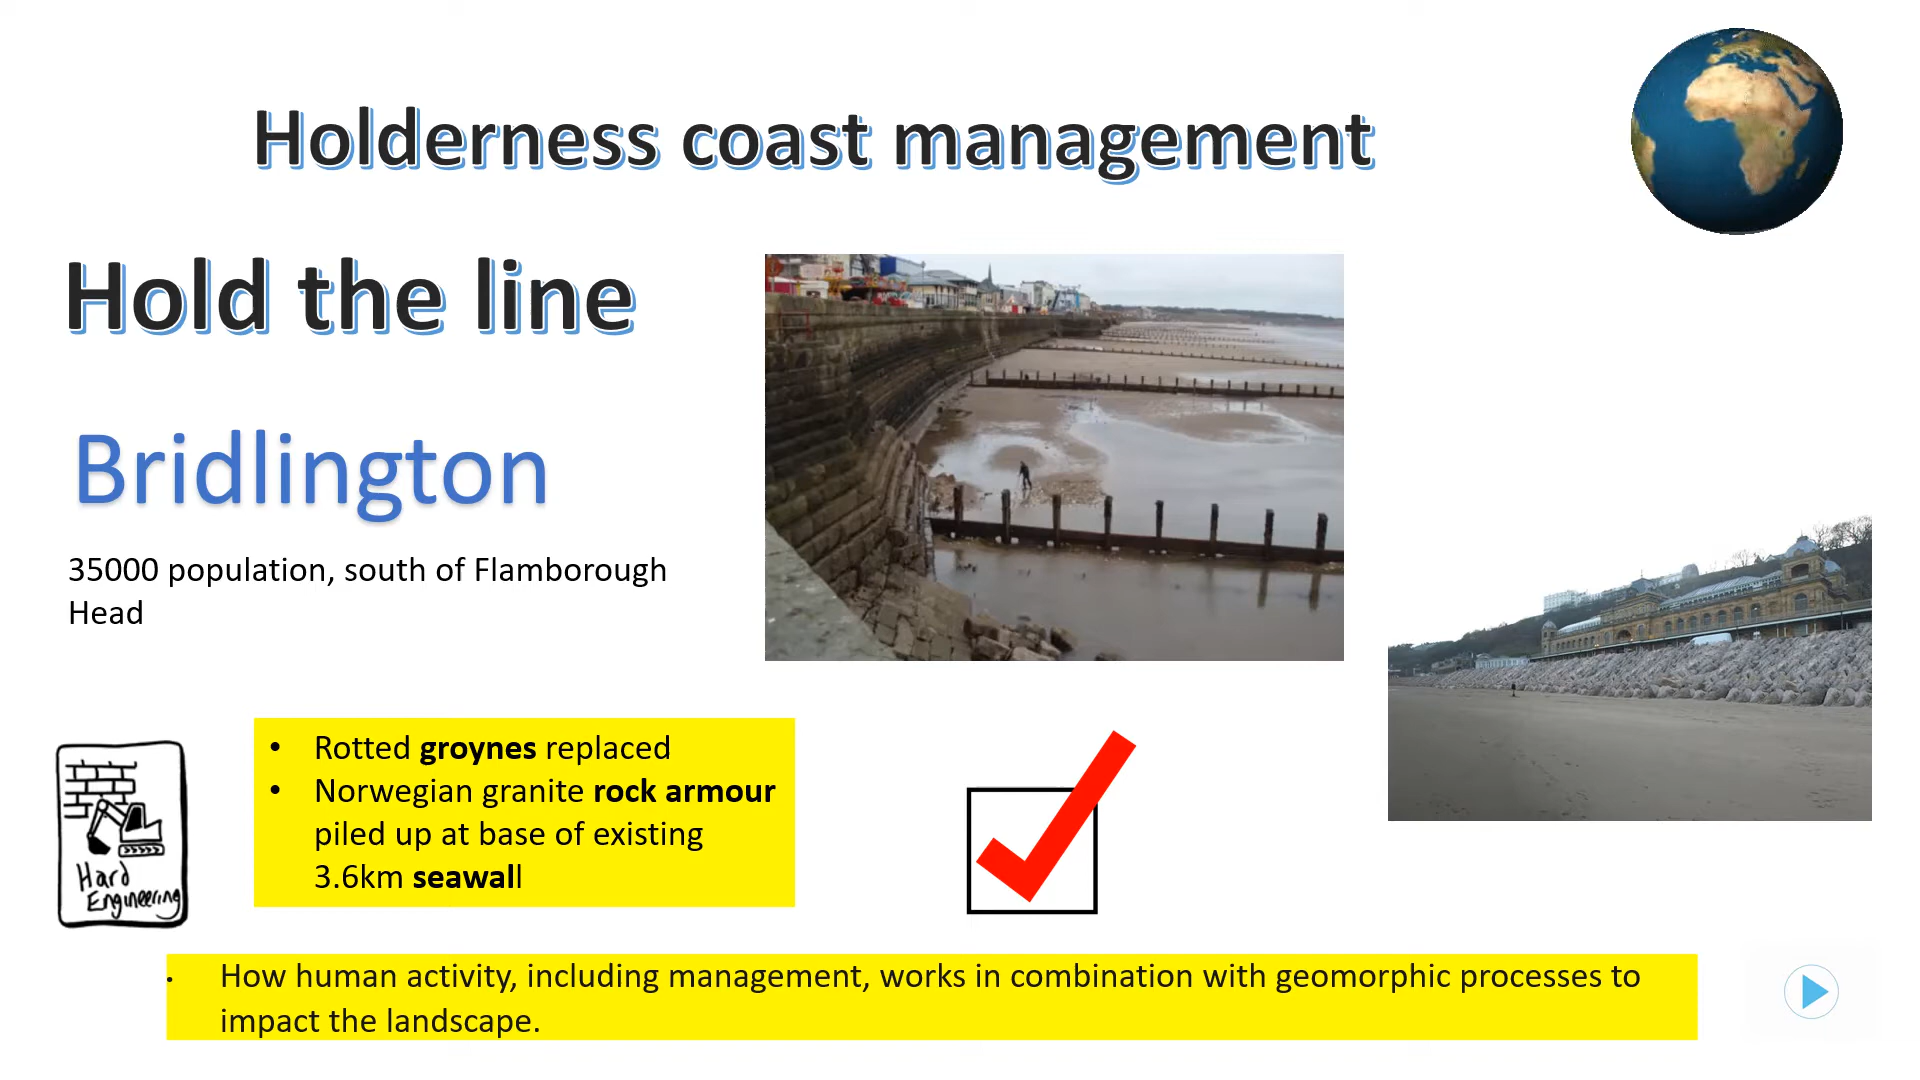 Holderness coast management
Hold the line
Bridlington
35000 population, south of Flamborough
Head
• Rotted groynes replaced
• Norwegian granite rock armour
piled up at base of existing
3.6km seawall
Hard
Engineering
• How human activity, including management, works in combination with geomorphic processes to
impact the landscape.